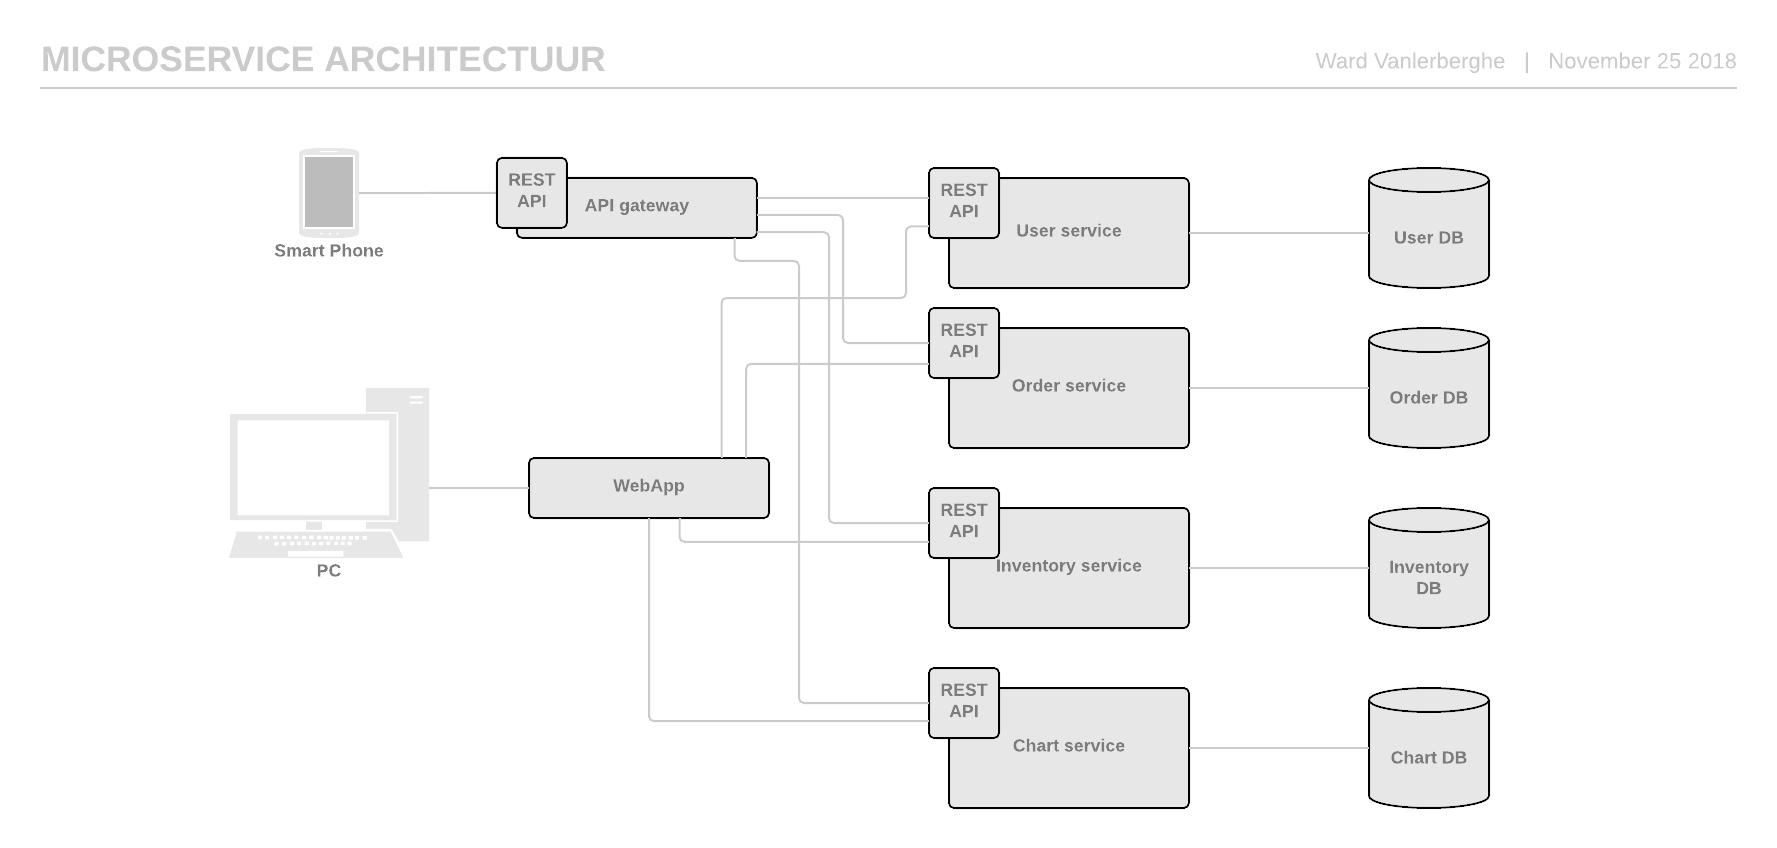 MICROSERVICE ARCHITECTUUR
Ward Vanlerberghe | November 25 2018
Smart Phone
REST
API
API gateway
REST
API
User service
User DB
REST
API
Order service
Order DB
PC
WebApp
REST
API
Inventory service
Inventory
DB
REST
API
Chart service
Chart DB